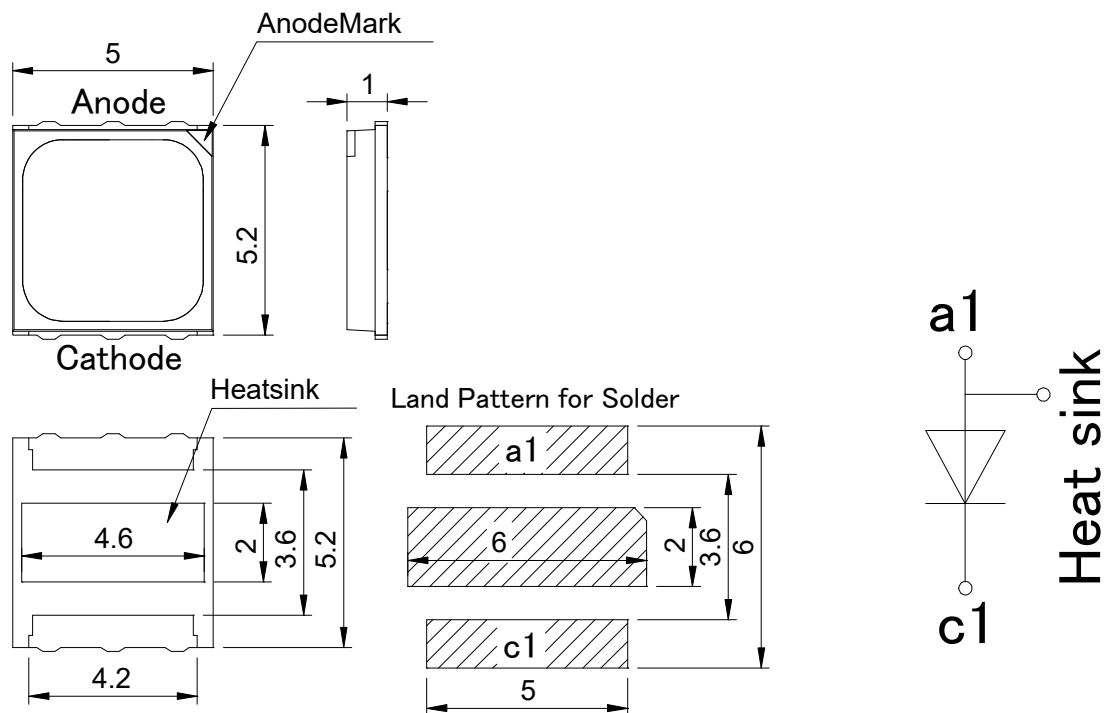 AnodeMark
5
1
Anode
5.2
Cathode
Heatsink
Land Pattern for Solder
4.6
2
3.6
5.2
4.2
a1
6
2
3.6
6
c1
5
a1
Heat sink
c1